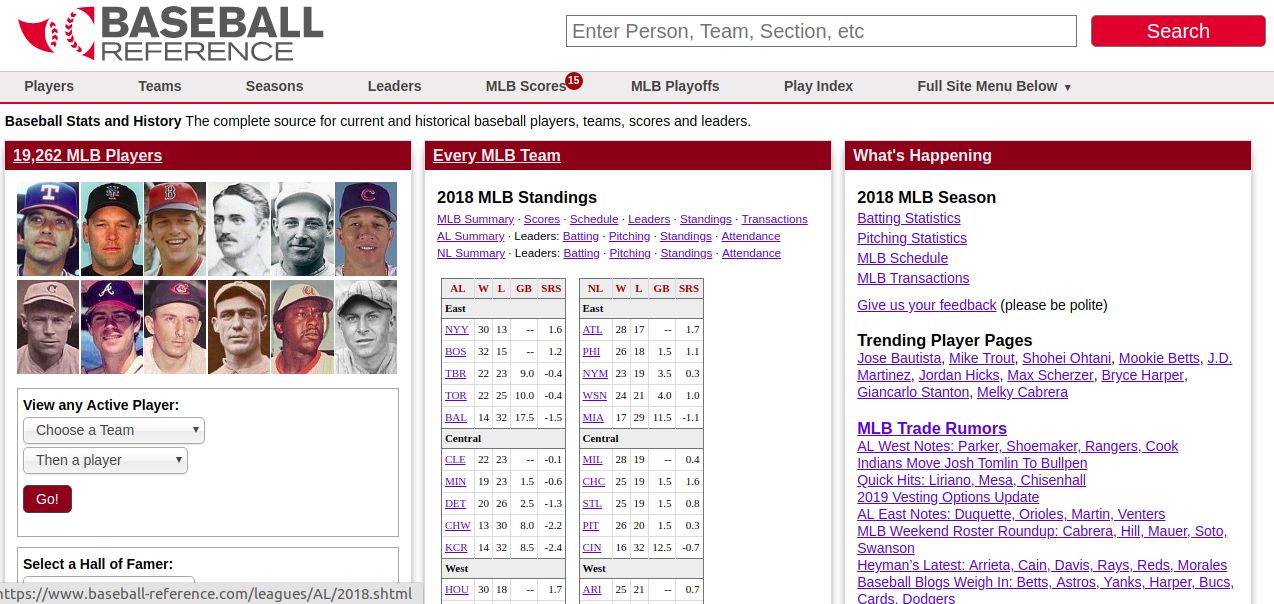 BASEBALL
REFERENCE
Enter Person, Team, Section, etc
Search
Players Teams Seasons Leaders MLB Scores 15 MLB Playoffs Play Index Full Site Menu Below ▼
Baseball Stats and History The complete source for current and historical baseball players, teams, scores and leaders.
19,262 MLB Players
View any Active Player:
Choose a Team
Then a player
Go!
Select a Hall of Famer:
https://www.baseball-reference.com/leagues/AL/2018.shtml
Every MLB Team
2018 MLB Standings
MLB Summary · Scores · Schedule · Leaders · Standings · Transactions
AL Summary · Leaders: Batting · Pitching · Standings · Attendance
NL Summary · Leaders: Batting · Pitching · Standings · Attendance
AL W L GB SRS
East
NYY 30 13 -- 1.6
BOS 32 15 -- 1.2
TBR 22 23 9.0 -0.4
TOR 22 25 10.0 -0.4
BAL 14 32 17.5 -1.5
Central
CLE 22 23 -- -0.1
MIN 19 23 1.5 -0.6
DET 20 26 2.5 -1.3
CHW 13 30 8.0 -2.2
KCR 14 32 8.5 -2.4
West
HOU 30 18 -- 1.7
NL W L GB SRS
East
ATL 28 17 -- 1.7
PHI 26 18 1.5 1.1
NYM 23 19 3.5 0.3
WSN 24 21 4.0 1.0
MIA 17 29 11.5 -1.1
Central
MIL 28 19 -- 0.4
CHC 25 19 1.5 1.6
STL 25 19 1.5 0.8
PIT 26 20 1.5 0.3
CIN 16 32 12.5 -0.7
West
ARI 25 21 -- 0.7
What's Happening
2018 MLB Season
Batting Statistics
Pitching Statistics
MLB Schedule
MLB Transactions
Give us your feedback (please be polite)
Trending Player Pages
Jose Bautista, Mike Trout, Shohei Ohtani, Mookie Betts, J.D.
Martinez, Jordan Hicks, Max Scherzer, Bryce Harper,
Giancarlo Stanton, Melky Cabrera
MLB Trade Rumors
AL West Notes: Parker, Shoemaker, Rangers, Cook
Indians Move Josh Tomlin To Bullpen
Quick Hits: Liriano, Mesa, Chisenhall
2019 Vesting Options Update
AL East Notes: Duquette, Orioles, Martin, Venters
MLB Weekend Roster Roundup: Cabrera, Hill, Mauer, Soto,
Swanson
Heyman's Latest: Arrieta, Cain, Davis, Rays, Reds, Morales
Baseball Blogs Weigh In: Betts, Astros, Yanks, Harper, Bucs,
Cards, Dodgers